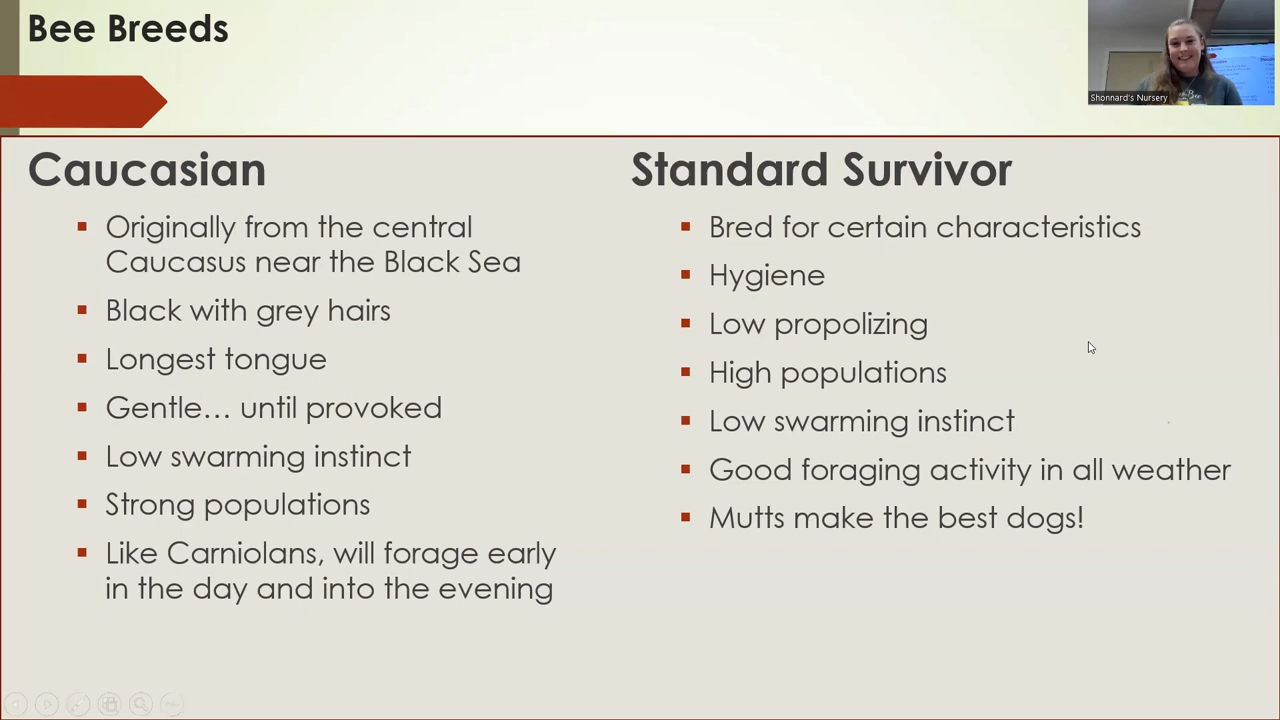 Bee Breeds
Shonnard's Nursery
Caucasian
Originally from the central
Caucasus near the Black Sea
Black with grey hairs
Longest tongue
Gentle... until provoked
Low swarming instinct
Strong populations
Like Carniolans, will forage early
in the day and into the evening
Standard Survivor
Bred for certain characteristics
Hygiene
Low propolizing
High populations
Low swarming instinct
Good foraging activity in all weather
Mutts make the best dogs!